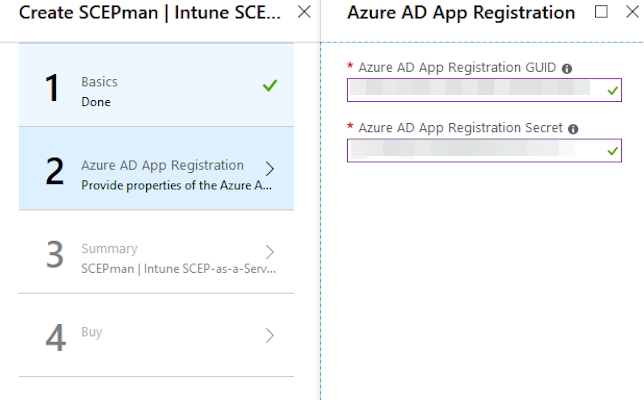 Create SCEPman | Intune SCE...
Azure AD App Registration
1
Basics
Done
2
Azure AD App Registration
Provide properties of the Azure A...
3
Summary
SCEPman | Intune SCEP-as-a-Serv...
4
Buy
* Azure AD App Registration GUID
* Azure AD App Registration Secret